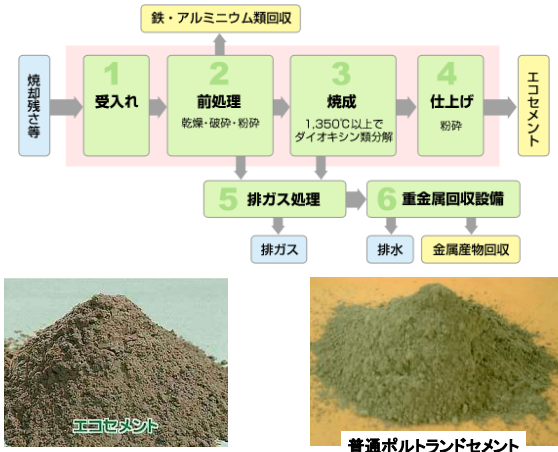 鉄・アルミニウム類回収
焼却残さ等
1
受入れ
2
前処理
乾燥・破砕・粉砕
3
焼成
1,350℃以上で
ダイオキシン類分解
4
仕上げ
粉砕
エコセメント
5 排ガス処理
6 重金属回収設備
排ガス
排水
金属産物回収
エコセメント
普通ポルトランドセメント